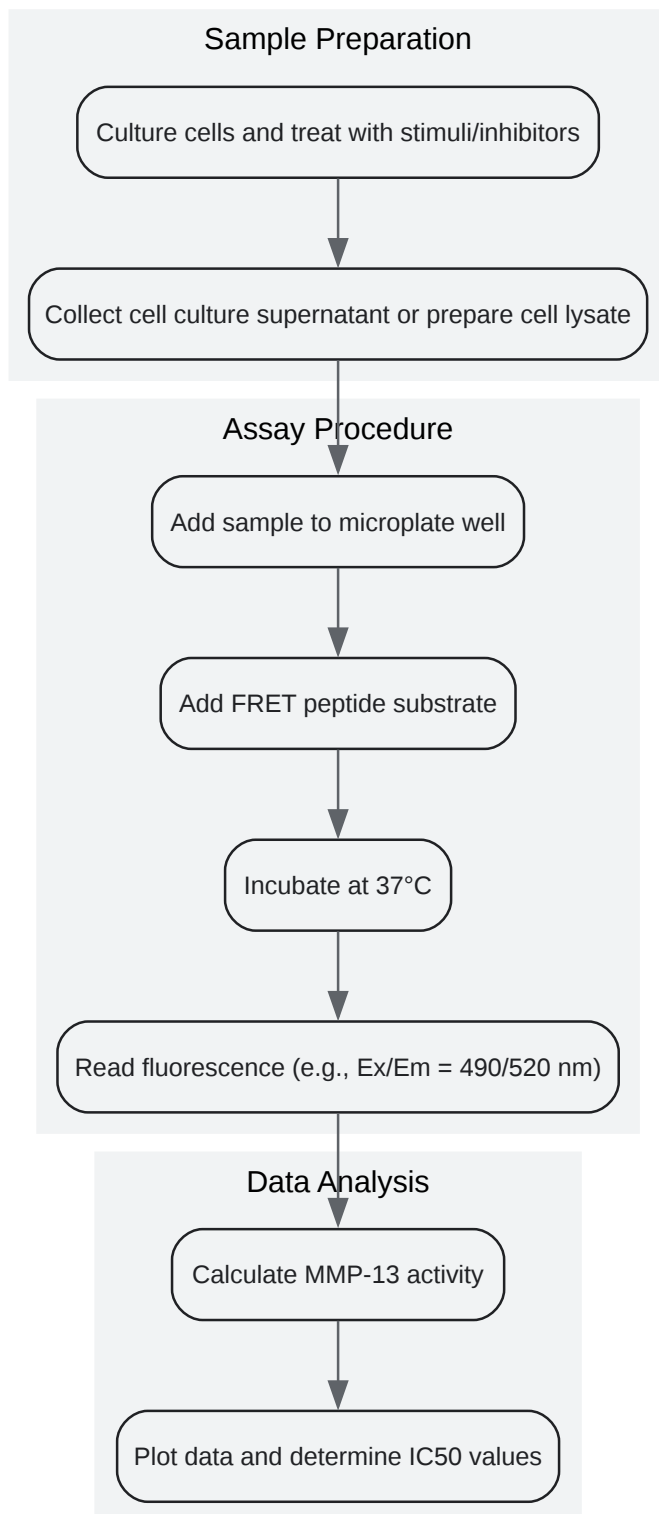 Sample Preparation
Culture cells and treat with stimuli/inhibitors
Collect cell culture supernatant or prepare cell lysate
Assay Procedure
Add sample to microplate well
Add FRET peptide substrate
Incubate at 37°C
Read fluorescence (e.g., Ex/Em = 490/520 nm)
Data Analysis
Calculate MMP-13 activity
Plot data and determine IC50 values